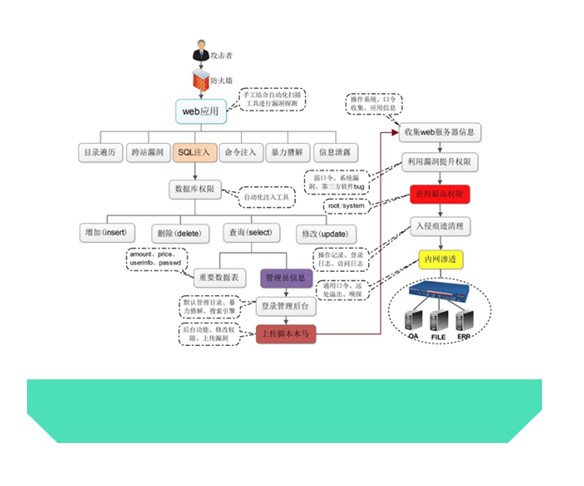 攻击者
防火墙
手工结合自动化扫描
工具进行漏洞探测
web应用
目录遍历
跨站漏洞
SQL注入
命令注入
暴力猜解
信息泄露
数据库权限
自动化注入工具
增加(insert)
删除(delete)
查询(select)
修改(update)
amount、price、
userinfo、passwd
重要数据表
管理员信息
默认管理目录、暴
力猜解、搜索引擎
登录管理后台
后台功能、修改权
限、上传漏洞
上传脚本木马
操作系统、口令
收集、应用信息
收集web服务器信息
利用漏洞提升权限
弱口令、系统漏
洞、第三方软件bug
获得最高权限
root/system
入侵痕迹清理
操作记录、登录
日志、访问日志
内网渗透
通用口令、远
处溢出、嗅探
OA
FILE
ERP